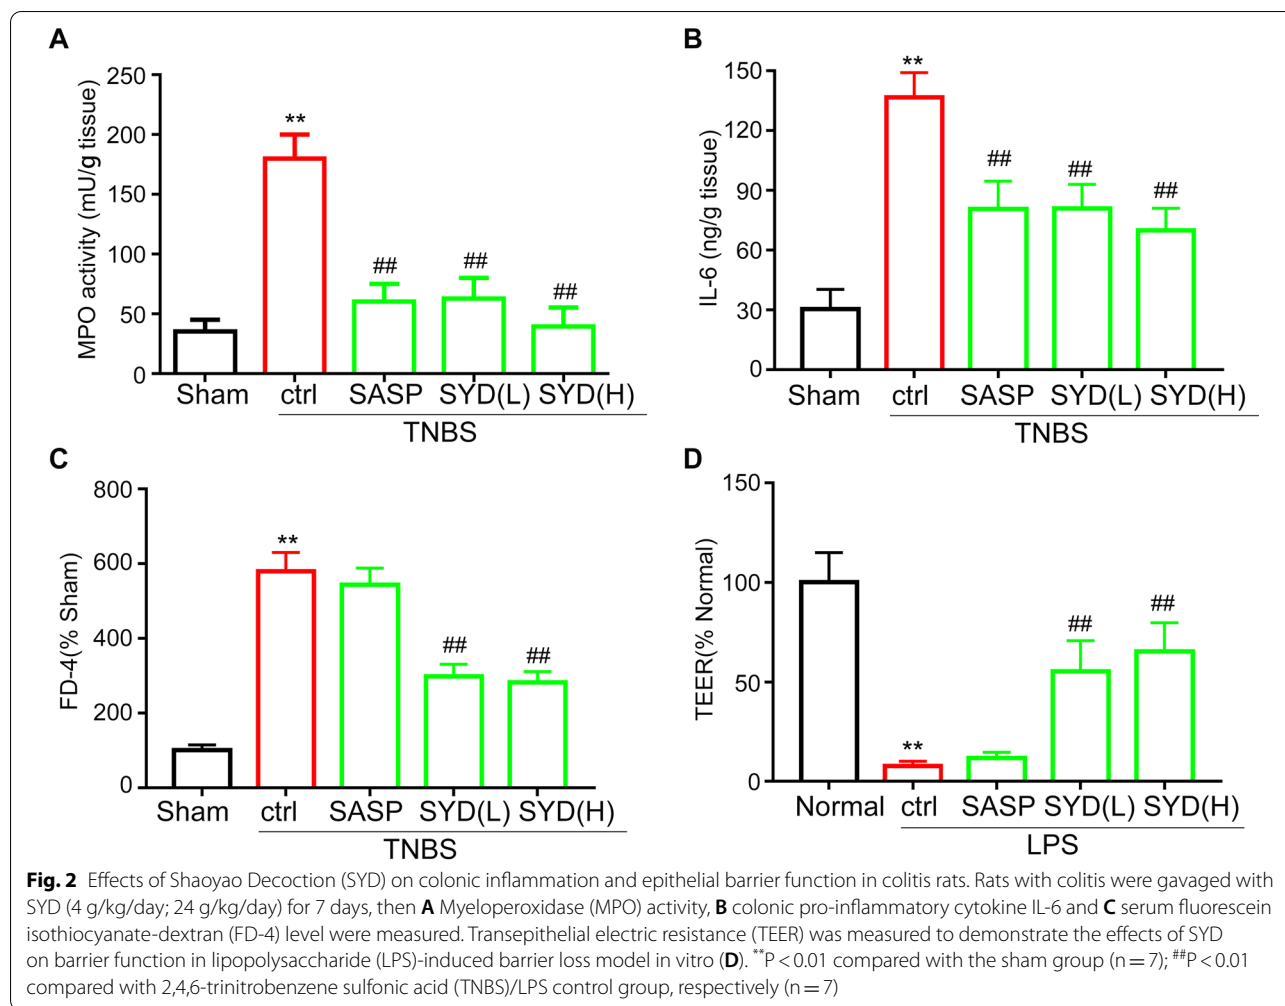 A
MPO activity (mU/g tissue)
250
200
150
100
50
0
**
##
##
##
Sham ctrl SASP SYD(L) SYD(H)
TNBS
B
IL-6 (ng/g tissue)
150
120
90
60
30
0
**
##
##
##
Sham ctrl SASP SYD(L) SYD(H)
TNBS
C
FD-4(% Sham)
800
600
400
200
0
**
##
##
Sham ctrl SASP SYD(L) SYD(H)
TNBS
D
TEER(% Normal)
150
100
50
0
**
##
##
Normal ctrl SASP SYD(L) SYD(H)
LPS
Fig. 2 Effects of Shaoyao Decoction (SYD) on colonic inflammation and epithelial barrier function in colitis rats. Rats with colitis were gavaged with
SYD (4 g/kg/day; 24 g/kg/day) for 7 days, then A Myeloperoxidase (MPO) activity, B colonic pro-inflammatory cytokine IL-6 and C serum fluorescein
isothiocyanate-dextran (FD-4) level were measured. Transepithelial electric resistance (TEER) was measured to demonstrate the effects of SYD
on barrier function in lipopolysaccharide (LPS)-induced barrier loss model in vitro (D). **P < 0.01 compared with the sham group (n = 7); ##P < 0.01
compared with 2,4,6-trinitrobenzene sulfonic acid (TNBS)/LPS control group, respectively (n = 7)